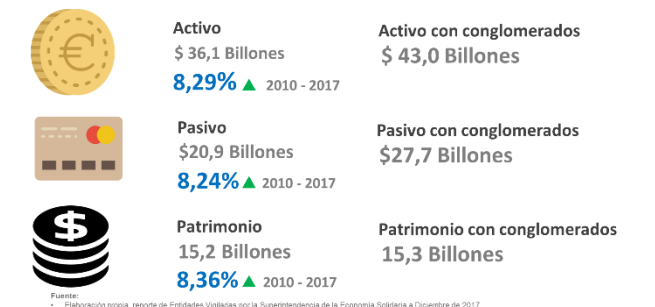 Activo
$ 36,1 Billones
8,29% ▲ 2010 - 2017
Activo con conglomerados
$ 43,0 Billones
Pasivo
$20,9 Billones
8,24% ▲ 2010 - 2017
Pasivo con conglomerados
$27,7 Billones
Patrimonio
15,2 Billones
8,36% ▲ 2010 - 2017
Patrimonio con conglomerados
15,3 Billones
Fuente:
• Elaboración propia, reporte de Entidades Vigiladas por la Superintendencia de la Economía Solidaria a Diciembre de 2017